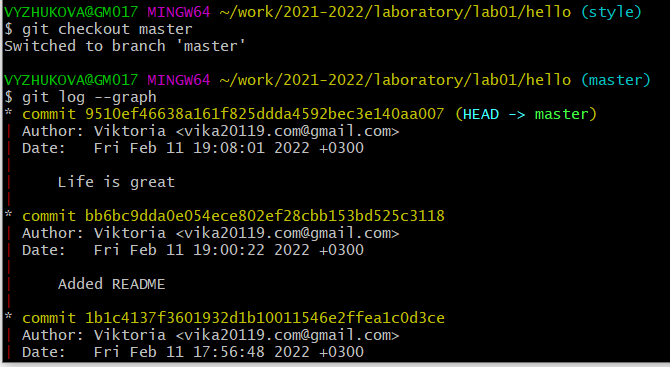 VYZHUKOVA@GM017 MINGW64 ~/work/2021-2022/laboratory/lab01/hello (style)
$ git checkout master
Switched to branch 'master'
VYZHUKOVA@GM017 MINGW64 ~/work/2021-2022/laboratory/lab01/hello (master)
$ git log --graph
* commit 9510ef46638a161f825ddda4592bec3e140aa007 (HEAD -> master)
| Author: Viktoria <vika20119.com@gmail.com>
| Date:   Fri Feb 11 19:08:01 2022 +0300
|
|     Life is great
|
* commit bb6bc9dda0e054ece802ef28cbb153bd525c3118
| Author: Viktoria <vika20119.com@gmail.com>
| Date:   Fri Feb 11 19:00:22 2022 +0300
|
|     Added README
|
* commit 1b1c4137f3601932d1b10011546e2ffea1c0d3ce
| Author: Viktoria <vika20119.com@gmail.com>
| Date:   Fri Feb 11 17:56:48 2022 +0300